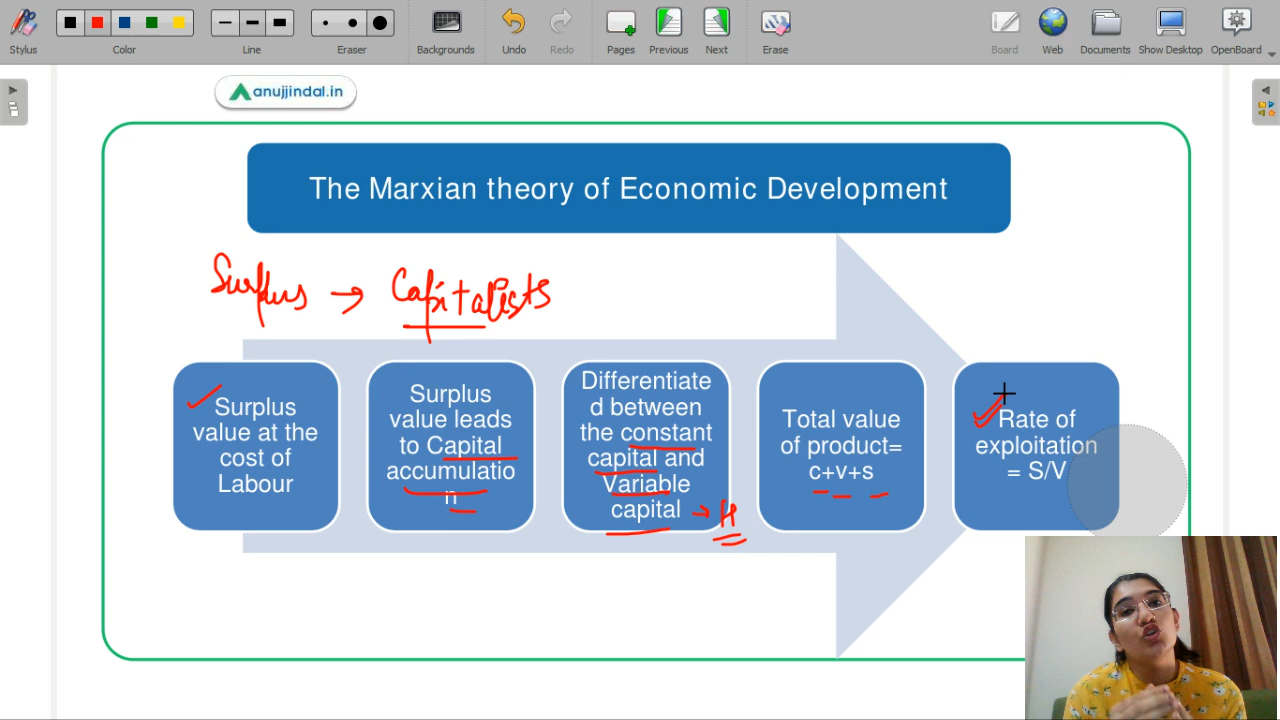 Stylus
Color
Line
Eraser
Backgrounds
Undo
Redo
Pages
Previous
Next
Erase
Board
Web
Documents
Show Desktop
OpenBoard
anujjindal.in
The Marxian theory of Economic Development
Surplus → Capitalists
Surplus
value at the
cost of
Labour
Surplus
value leads
to Capital
accumulatio
n
Differentiate
d between
the constant
capital and
Variable
capital
→ H
Total value
of product=
c+v+s
Rate of
exploitation
= S/V